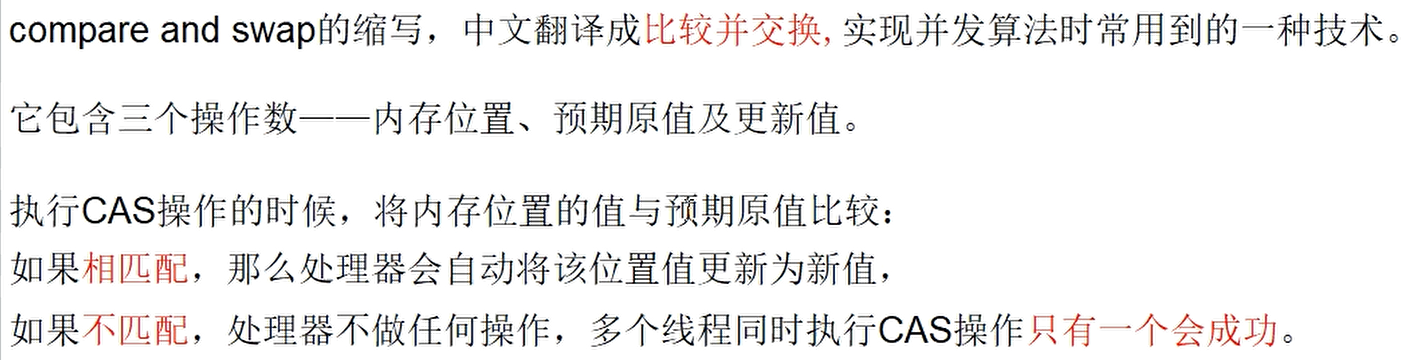 compare and swap的缩写，中文翻译成比较并交换,实现并发算法时常用到的一种技术。
它包含三个操作数——内存位置、预期原值及更新值。
执行CAS操作的时候，将内存位置的值与预期原值比较：
如果相匹配，那么处理器会自动将该位置值更新为新值，
如果不匹配，处理器不做任何操作，多个线程同时执行CAS操作只有一个会成功。